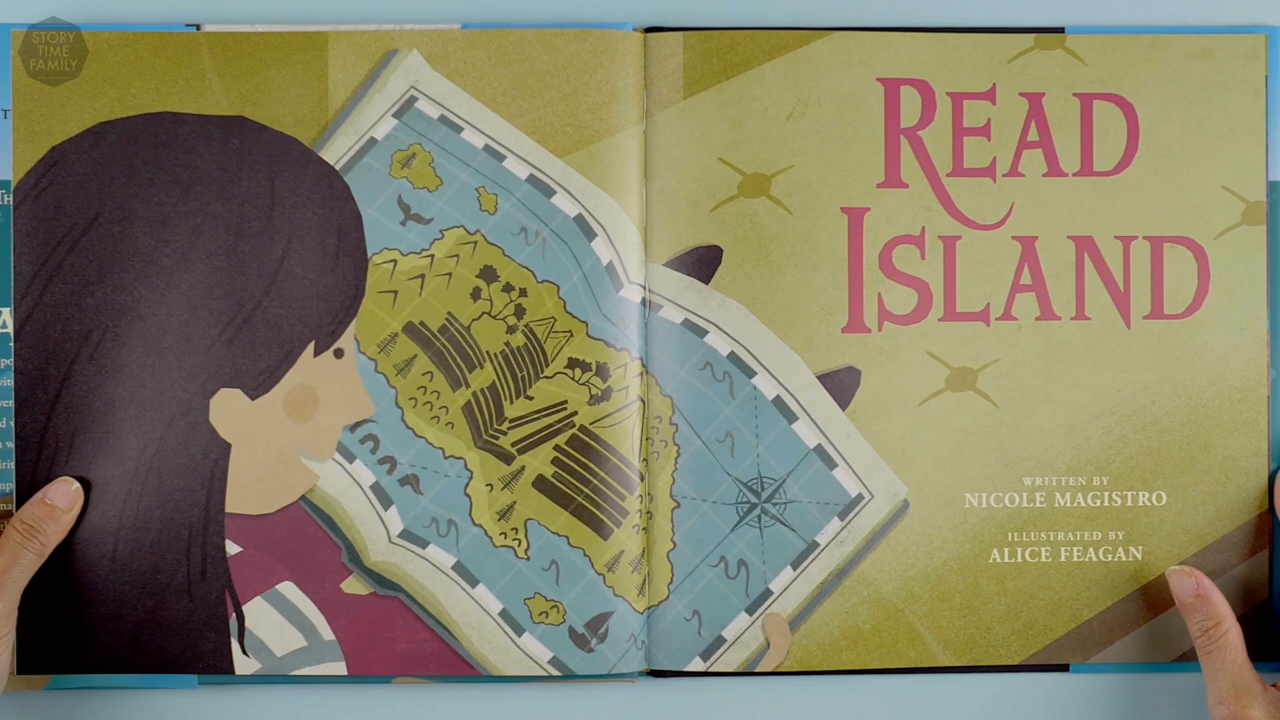 STORY
TIME
FAMILY
READ
ISLAND
WRITTEN BY
NICOLE MAGISTRO
ILLUSTRATED BY
ALICE FEAGAN